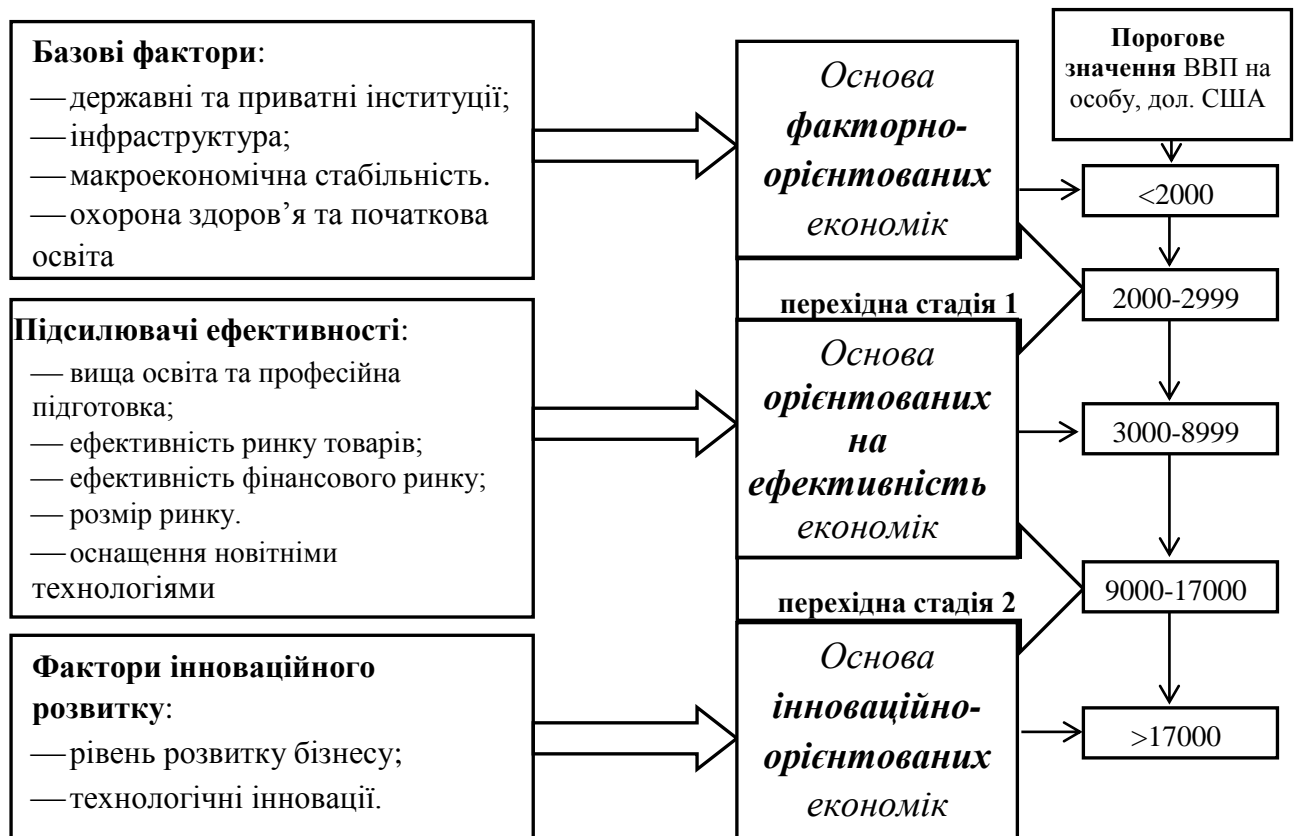 Базові фактори:
— державні та приватні інституції;
— інфраструктура;
— макроекономічна стабільність.
— охорона здоров’я та початкова
освіта
Основа
факторно-
орієнтованих
економік
Порогове
значення ВВП на
особу, дол. США
<2000
перехідна стадія 1
2000-2999
Підсилювачі ефективності:
— вища освіта та професійна
підготовка;
— ефективність ринку товарів;
— ефективність фінансового ринку;
— розмір ринку.
— оснащення новітніми
технологіями
Основа
орієнтованих
на
ефективність
економік
3000-8999
перехідна стадія 2
9000-17000
Фактори інноваційного
розвитку:
— рівень розвитку бізнесу;
— технологічні інновації.
Основа
інноваційно-
орієнтованих
економік
>17000